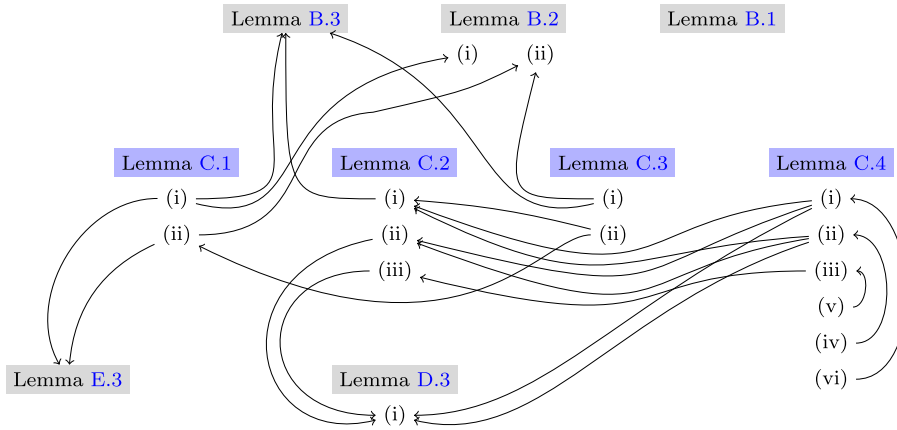 Lemma B.3 Lemma B.2 Lemma B.1
(i) (ii)
Lemma C.1 Lemma C.2 Lemma C.3 Lemma C.4
(i) (i) (i) (i)
(ii) (ii) (ii) (ii)
(iii) (iii)
(v)
(iv)
Lemma E.3 Lemma D.3 (vi)
(i)